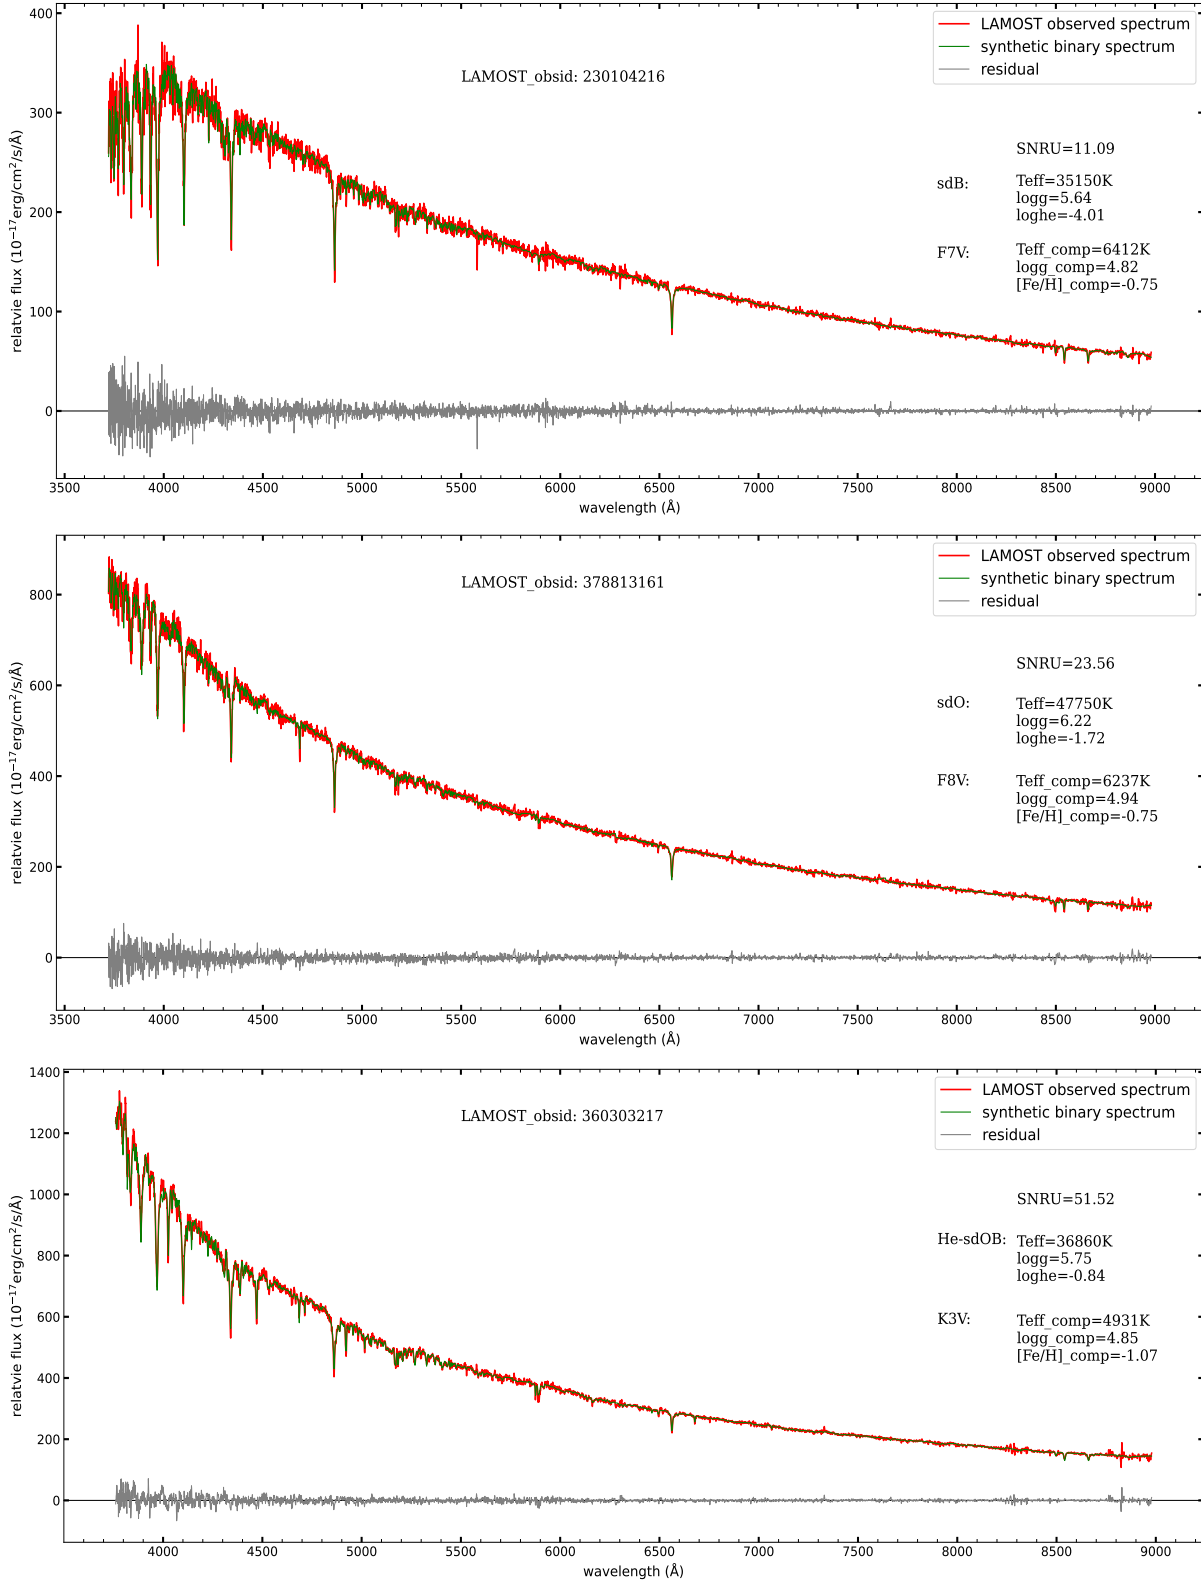 LAMOST observed spectrum
synthetic binary spectrum
residual
LAMOST_obsid: 230104216
SNRU=11.09
sdB:
Teff=35150K
logg=5.64
loghe=-4.01
F7V:
Teff_comp=6412K
logg_comp=4.82
[Fe/H]_comp=-0.75
relatvie flux (10⁻¹⁷erg/cm²/s/Å)
400
300
200
100
0
3500 4000 4500 5000 5500 6000 6500 7000 7500 8000 8500 9000
wavelength (Å)
LAMOST observed spectrum
synthetic binary spectrum
residual
LAMOST_obsid: 378813161
SNRU=23.56
sdO:
Teff=47750K
logg=6.22
loghe=-1.72
F8V:
Teff_comp=6237K
logg_comp=4.94
[Fe/H]_comp=-0.75
relatvie flux (10⁻¹⁷erg/cm²/s/Å)
800
600
400
200
0
3500 4000 4500 5000 5500 6000 6500 7000 7500 8000 8500 9000
wavelength (Å)
LAMOST observed spectrum
synthetic binary spectrum
residual
LAMOST_obsid: 360303217
SNRU=51.52
He-sdOB:
Teff=36860K
logg=5.75
loghe=-0.84
K3V:
Teff_comp=4931K
logg_comp=4.85
[Fe/H]_comp=-1.07
relatvie flux (10⁻¹⁷erg/cm²/s/Å)
1400
1200
1000
800
600
400
200
0
4000 4500 5000 5500 6000 6500 7000 7500 8000 8500 9000
wavelength (Å)